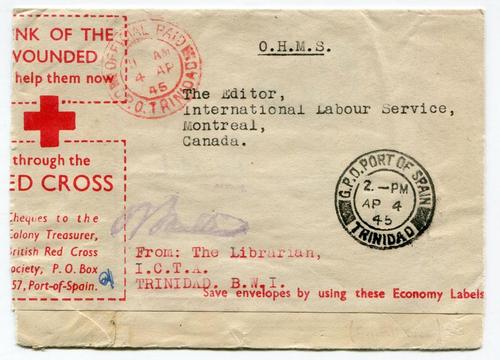 NK OF THE
WOUNDED
help them now
through the
ED CROSS
Cheques to the
Colony Treasurer,
British Red Cross
ociety, P. O. Box
57, Port-of-Spain.
OFFICIAL PAID
AM
4 AP
45
G.P.O. TRINIDAD
O.H.M.S.
The Editor,
International Labour Service,
Montreal,
Canada.
G.P.O. PORT OF SPAIN
2.-PM
AP 4
45
TRINIDAD
From: The Librarian,
I.C.T.A.
TRINIDAD. B.W.I.
Save envelopes by using these Economy Labels